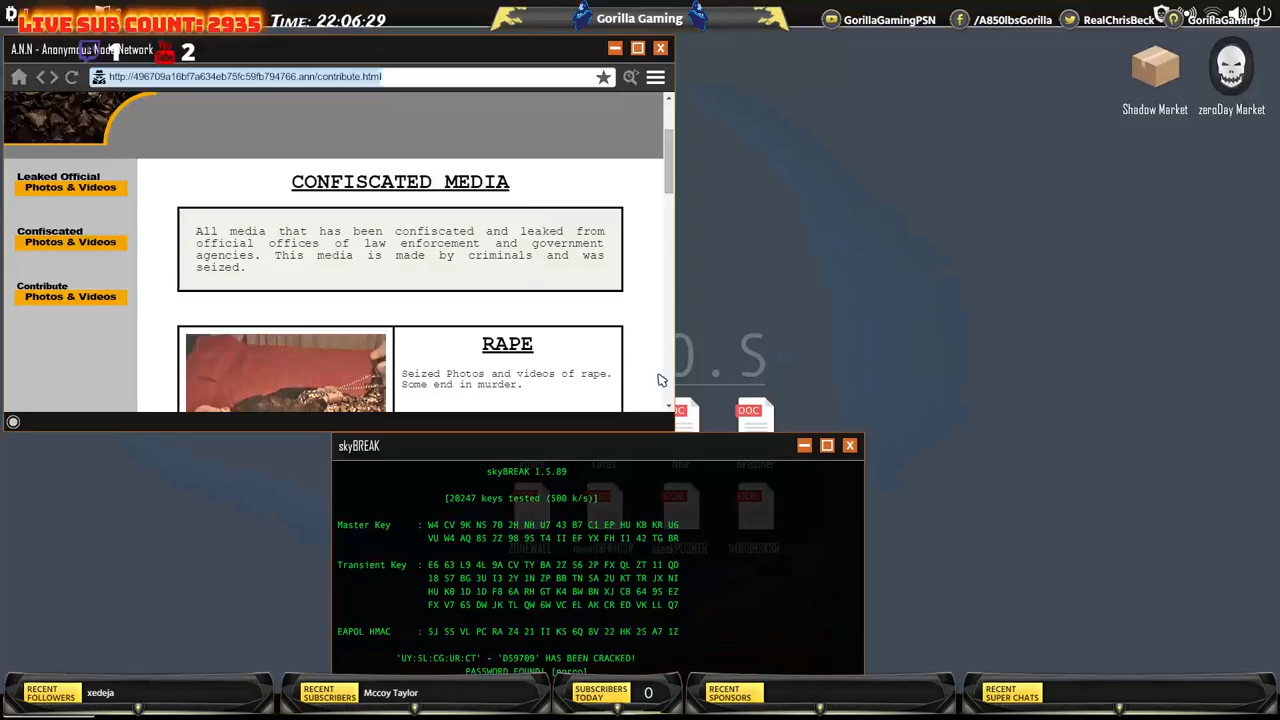 LIVE SUB COUNT: 2935
TIME: 22:06:29
Gorilla Gaming
GorillaGamingPSN
/A850lbsGorilla
RealChrisBeck
GorillaGaming
A.N.N - Anonymous Node Network
1
2
http://498709a16bf7a634eb75fc59fb794766.ann/contribute.html
Shadow Market
zeroDay Market
Leaked Official
Photos & Videos
Confiscated
Photos & Videos
Contribute
Photos & Videos
CONFISCATED MEDIA
All media that has been confiscated and leaked from
official offices of law enforcement and government
agencies. This media is made by criminals and was
seized.
RAPE
Seized Photos and videos of rape.
Some end in murder.
O.S
DOC
skyBREAK
skyBREAK 1.5.89
[20247 keys tested (500 k/s)]
Master Key : W4 CV 9K NS 70 2H NH U7 43 B7 C1 EP HU KB KR U6
VU W4 AQ 85 2Z 98 9S T4 II EF YX FH I1 42 TG BR
Transient Key : E6 63 L9 4L 9A CV TY BA 2Z S6 2P FX QL ZT 11 QD
18 S7 BG 3U I3 2Y 1N ZP BB TN SA 2U KT TR JX NI
HU K0 1D 1D F8 6A RH GT K4 BW BN XJ CB 64 9S EZ
FX V7 65 DW JK TL QW 6W VC EL AK CR ED VK LL Q7
EAPOL HMAC : 5J SS VL PC RA Z4 21 II KS 6Q 8V 22 HK 2S A7 1Z
'UY:5L:CG:UR:CT' - 'D59709' HAS BEEN CRACKED!
PASSWORD FOUND! [porno]
ZONEWALL
RECENT
FOLLOWERS
xedeja
RECENT
SUBSCRIBERS
Mccoy Taylor
SUBSCRIBERS
TODAY
0
RECENT
SPONSORS
RECENT
SUPER CHATS